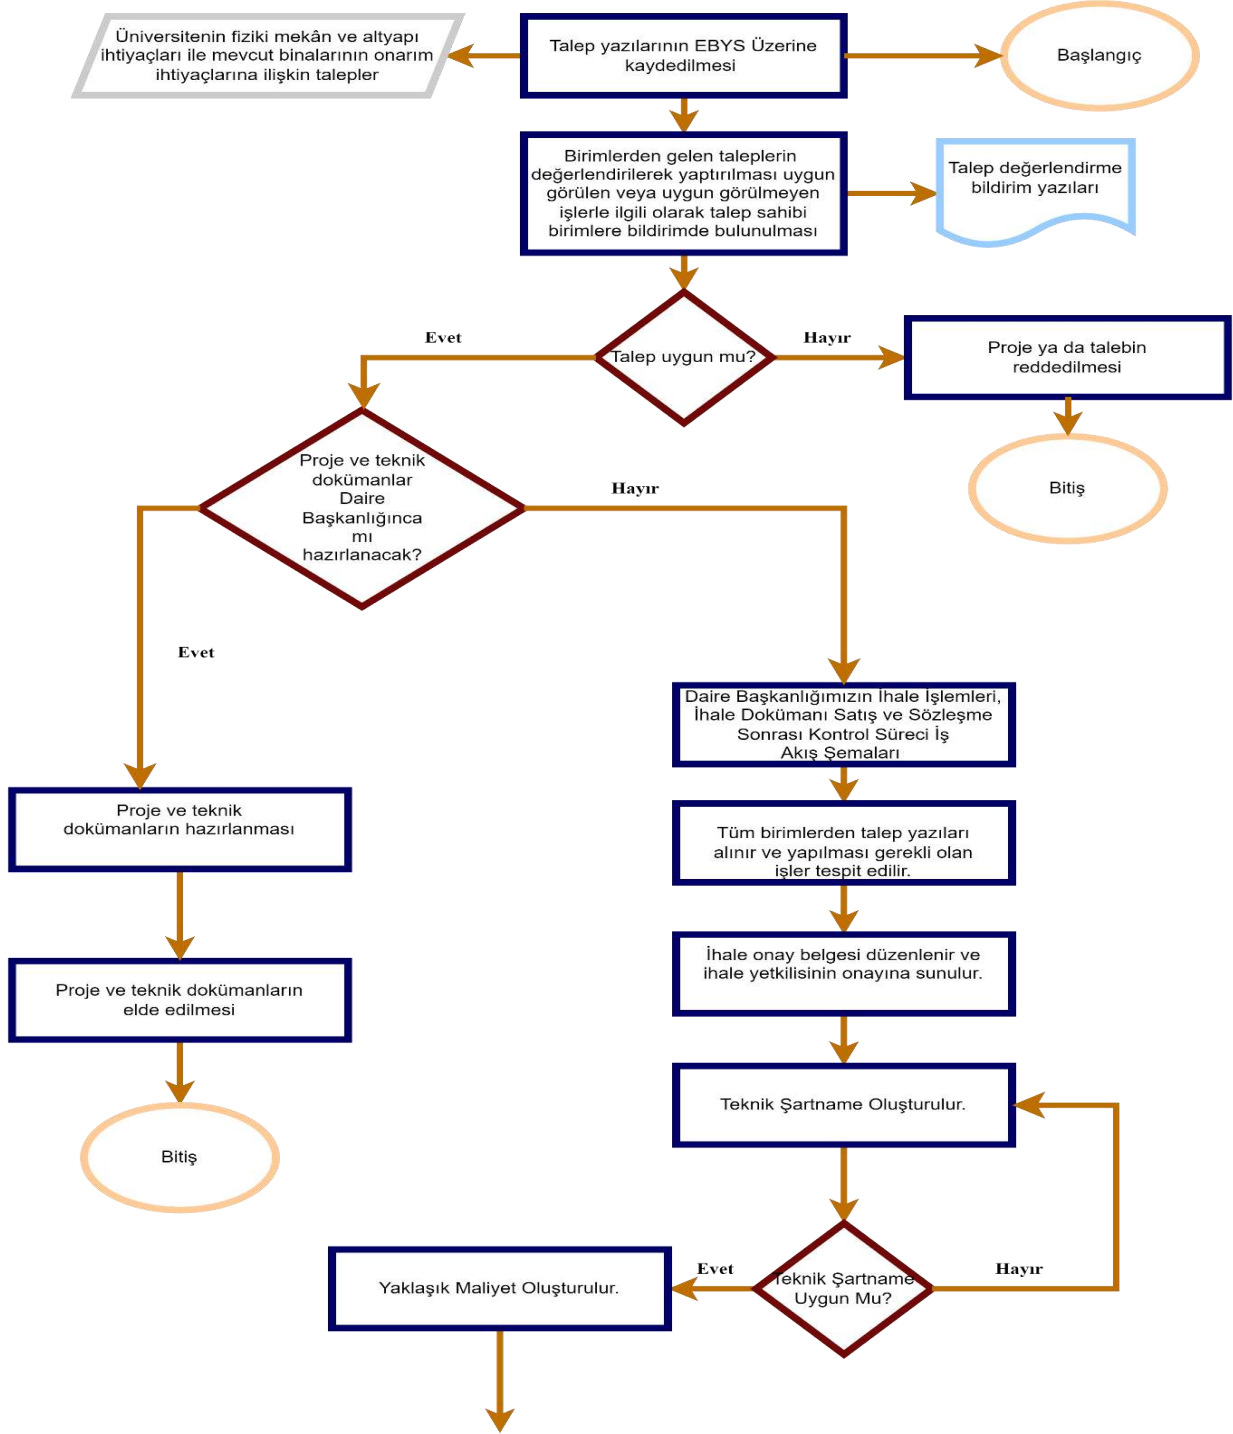 Üniversitenin fiziki mekân ve altyapı
ihtiyaçları ile mevcut binalarının onarım
ihtiyaçlarına ilişkin talepler
Talep yazılarının EBYS Üzerine
kaydedilmesi
Başlangıç
Birimlerden gelen taleplerin
değerlendirilerek yaptırılması uygun
görülen veya uygun görülmeyen
işlerle ilgili olarak talep sahibi
birimlere bildirimde bulunulması
Talep değerlendirme
bildirim yazıları
Evet
Talep uygun mu?
Hayır
Proje ya da talebin
reddedilmesi
Bitiş
Proje ve teknik
dokümanlar
Daire
Başkanlığınca
mı
hazırlanacak?
Hayır
Evet
Daire Başkanlığımızın İhale İşlemleri,
İhale Dokümanı Satış ve Sözleşme
Sonrası Kontrol Süreci İş
Akış Şemaları
Proje ve teknik
dokümanların hazırlanması
Tüm birimlerden talep yazıları
alınır ve yapılması gerekli olan
işler tespit edilir.
İhale onay belgesi düzenlenir ve
ihale yetkilisinin onayına sunulur.
Proje ve teknik dokümanların
elde edilmesi
Teknik Şartname Oluşturulur.
Bitiş
Yaklaşık Maliyet Oluşturulur.
Evet
Teknik Şartname
Uygun Mu?
Hayır